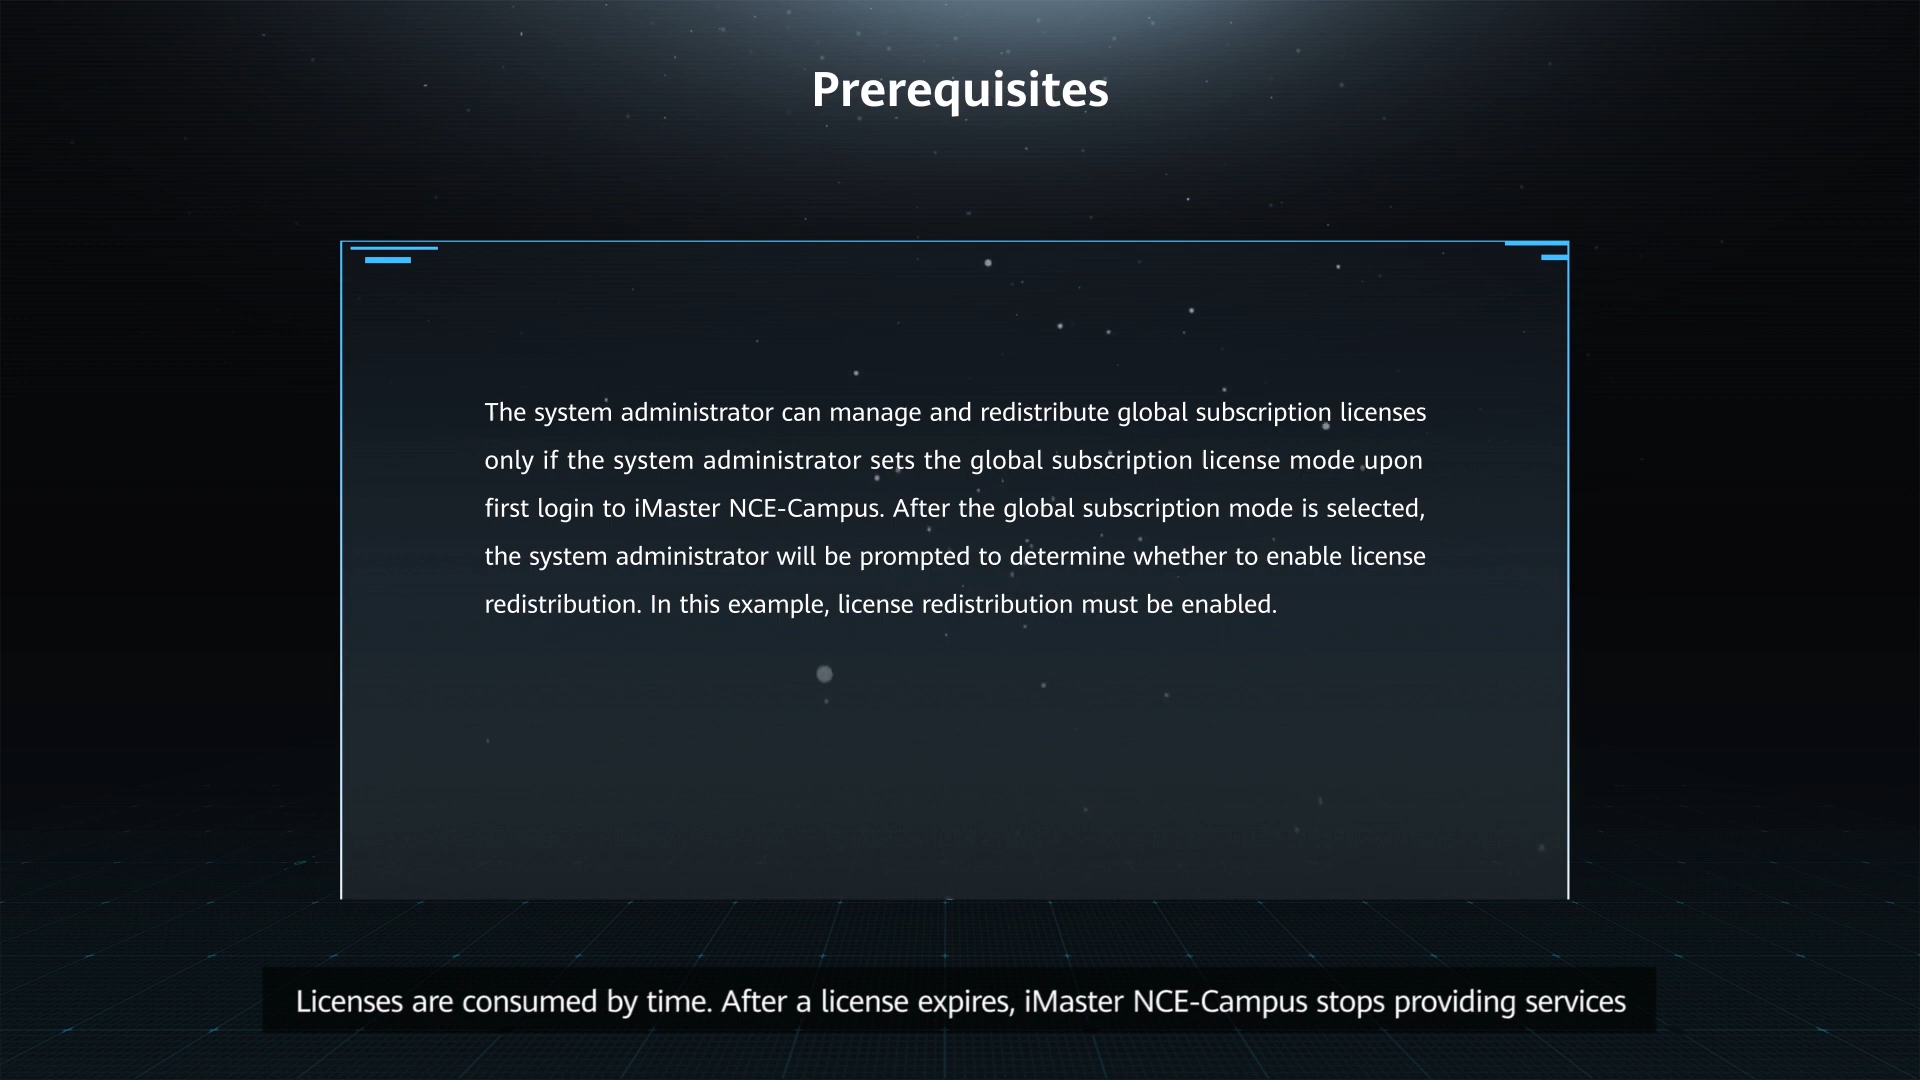 Prerequisites
The system administrator can manage and redistribute global subscription licenses
only if the system administrator sets the global subscription license mode upon
first login to iMaster NCE-Campus. After the global subscription mode is selected,
the system administrator will be prompted to determine whether to enable license
redistribution. In this example, license redistribution must be enabled.
Licenses are consumed by time. After a license expires, iMaster NCE-Campus stops providing services